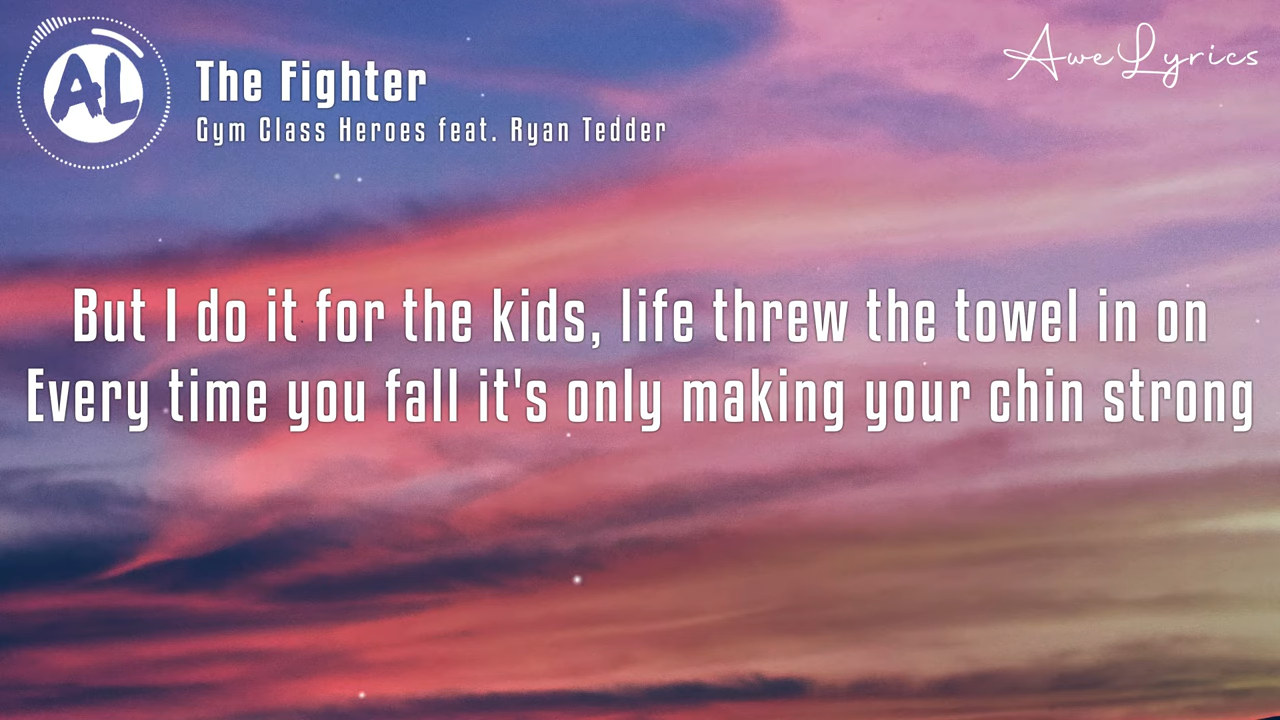 AL
The Fighter
Gym Class Heroes feat. Ryan Tedder
AweLyrics
But I do it for the kids, life threw the towel in on
Every time you fall it's only making your chin strong